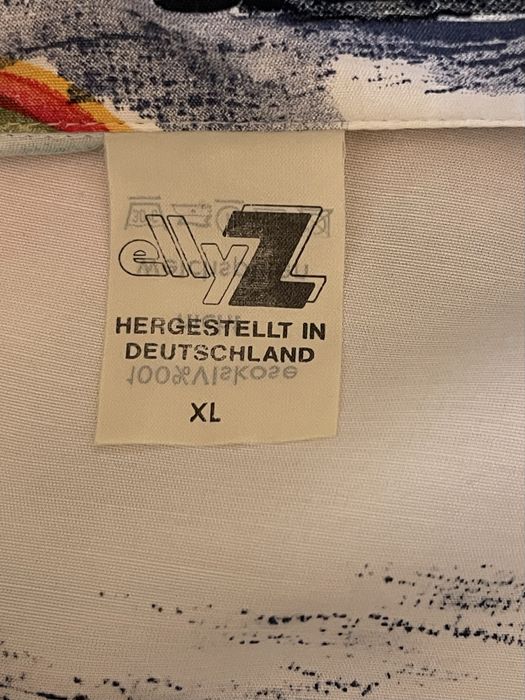 ellyZ
HERGESTELLT IN
DEUTSCHLAND
100%Viskose
XL